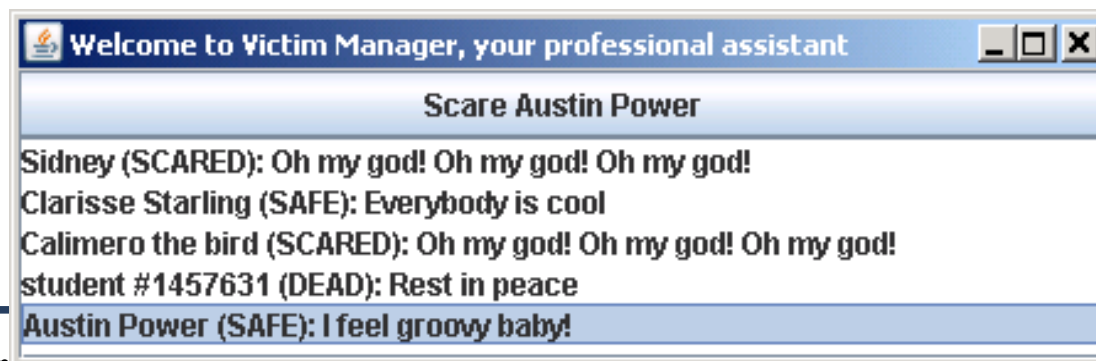 Welcome to Victim Manager, your professional assistant
Scare Austin Power
Sidney (SCARED): Oh my god! Oh my god! Oh my god!
Clarisse Starling (SAFE): Everybody is cool
Calimero the bird (SCARED): Oh my god! Oh my god! Oh my god!
student #1457631 (DEAD): Rest in peace
Austin Power (SAFE): I feel groovy baby!